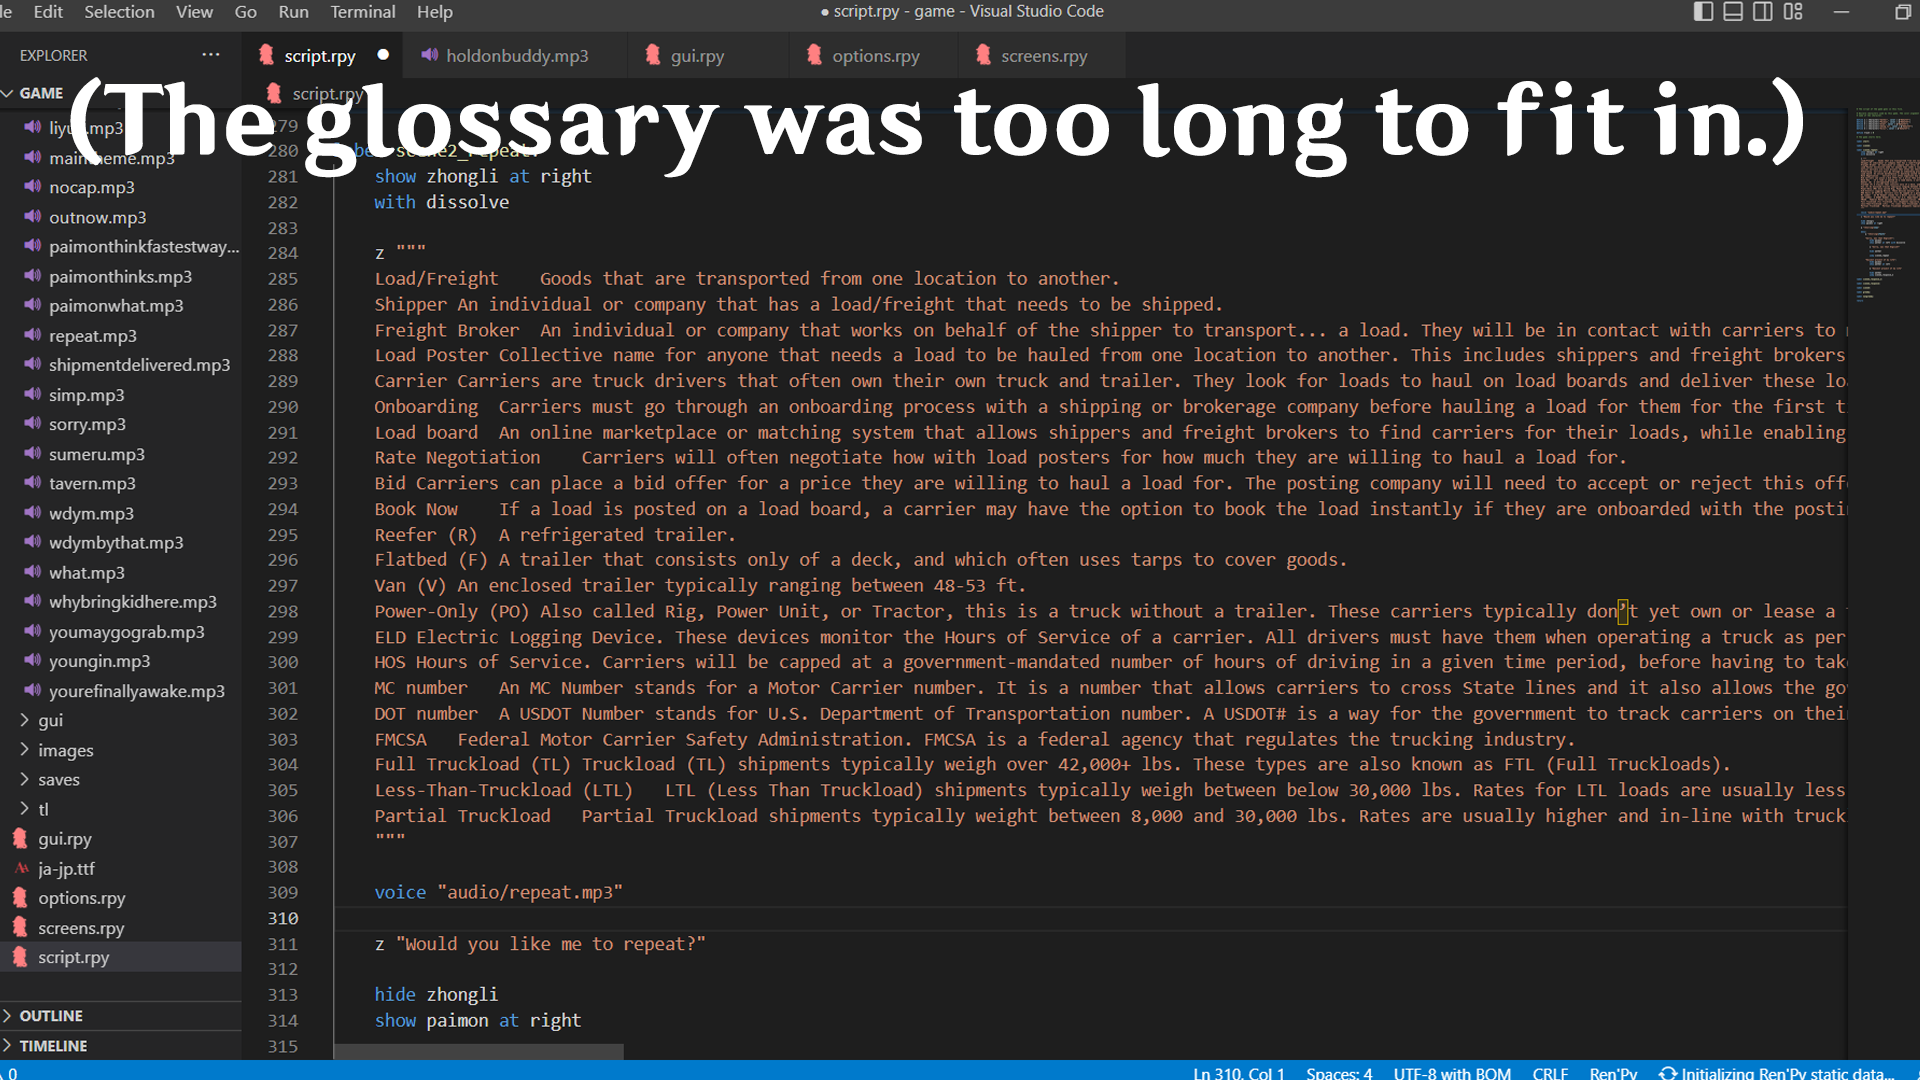 le Edit Selection View Go Run Terminal Help
● script.rpy - game - Visual Studio Code
EXPLORER
script.rpy
holdonbuddy.mp3
gui.rpy
options.rpy
screens.rpy
GAME
script.rpy
(The glossary was too long to fit in.)
mp3
mp3
nocap.mp3
outnow.mp3
paimonthinkfastestway...
paimonthinks.mp3
paimonwhat.mp3
repeat.mp3
shipmentdelivered.mp3
simp.mp3
sorry.mp3
sumeru.mp3
tavern.mp3
wdym.mp3
wdymbythat.mp3
what.mp3
whybringkidhere.mp3
youmaygograb.mp3
youngin.mp3
yourefinallyawake.mp3
gui
images
saves
tl
gui.rpy
ja-jp.ttf
options.rpy
screens.rpy
script.rpy
OUTLINE
TIMELINE
279
280
281 show zhongli at right
282 with dissolve
283
284 z """
285 Load/Freight Goods that are transported from one location to another.
286 Shipper An individual or company that has a load/freight that needs to be shipped.
287 Freight Broker An individual or company that works on behalf of the shipper to transport... a load. They will be in contact with carriers to
288 Load Poster Collective name for anyone that needs a load to be hauled from one location to another. This includes shippers and freight brokers
289 Carrier Carriers are truck drivers that often own their own truck and trailer. They look for loads to haul on load boards and deliver these lo
290 Onboarding Carriers must go through an onboarding process with a shipping or brokerage company before hauling a load for them for the first t
291 Load board An online marketplace or matching system that allows shippers and freight brokers to find carriers for their loads, while enabling
292 Rate Negotiation Carriers will often negotiate how with load posters for how much they are willing to haul a load for.
293 Bid Carriers can place a bid offer for a price they are willing to haul a load for. The posting company will need to accept or reject this off
294 Book Now If a load is posted on a load board, a carrier may have the option to book the load instantly if they are onboarded with the posti
295 Reefer (R) A refrigerated trailer.
296 Flatbed (F) A trailer that consists only of a deck, and which often uses tarps to cover goods.
297 Van (V) An enclosed trailer typically ranging between 48-53 ft.
298 Power-Only (PO) Also called Rig, Power Unit, or Tractor, this is a truck without a trailer. These carriers typically don’t yet own or lease a
299 ELD Electric Logging Device. These devices monitor the Hours of Service of a carrier. All drivers must have them when operating a truck as per
300 HOS Hours of Service. Carriers will be capped at a government-mandated number of hours of driving in a given time period, before having to tak
301 MC number An MC Number stands for a Motor Carrier number. It is a number that allows carriers to cross State lines and it also allows the go
302 DOT number A USDOT Number stands for U.S. Department of Transportation number. A USDOT# is a way for the government to track carriers on thei
303 FMCSA Federal Motor Carrier Safety Administration. FMCSA is a federal agency that regulates the trucking industry.
304 Full Truckload (TL) Truckload (TL) shipments typically weigh over 42,000+ lbs. These types are also known as FTL (Full Truckloads).
305 Less-Than-Truckload (LTL) LTL (Less Than Truckload) shipments typically weigh between below 30,000 lbs. Rates for LTL loads are usually less
306 Partial Truckload Partial Truckload shipments typically weight between 8,000 and 30,000 lbs. Rates are usually higher and in-line with truck
307 """
308
309 voice "audio/repeat.mp3"
310
311 z "Would you like me to repeat?"
312
313 hide zhongli
314 show paimon at right
315
0
Ln 310, Col 1 Spaces: 4 UTF-8 with BOM CRLF Ren'Py Initializing Ren'Py static data...